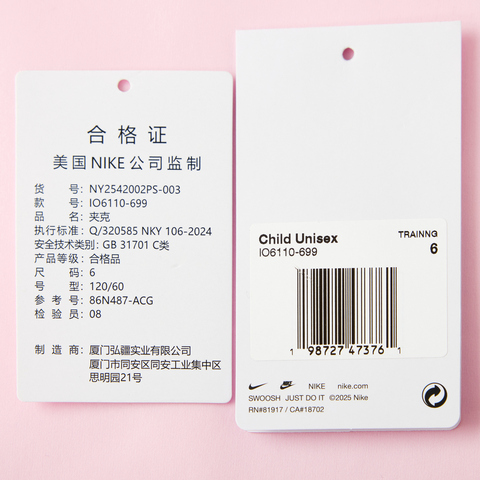 合格证
美国NIKE公司监制
货 号: NY2542002PS-003
款 号: IO6110-699
品 名: 夹克
执行标准: Q/320585 NKY 106-2024
安全技术类别: GB 31701 C类
产品等级: 合格品
尺 码: 6
号 型: 120/60
参 考 号: 86N487-ACG
检 验 员: 08
制 造 商: 厦门弘疆实业有限公司
厦门市同安区同安工业集中区
思明园21号
Child Unisex TRAINNG
IO6110-699 6
1 98727 47376 1
NIKE nike.com
SWOOSH JUST DO IT ©2025 Nike
RN#81917 / CA#18702